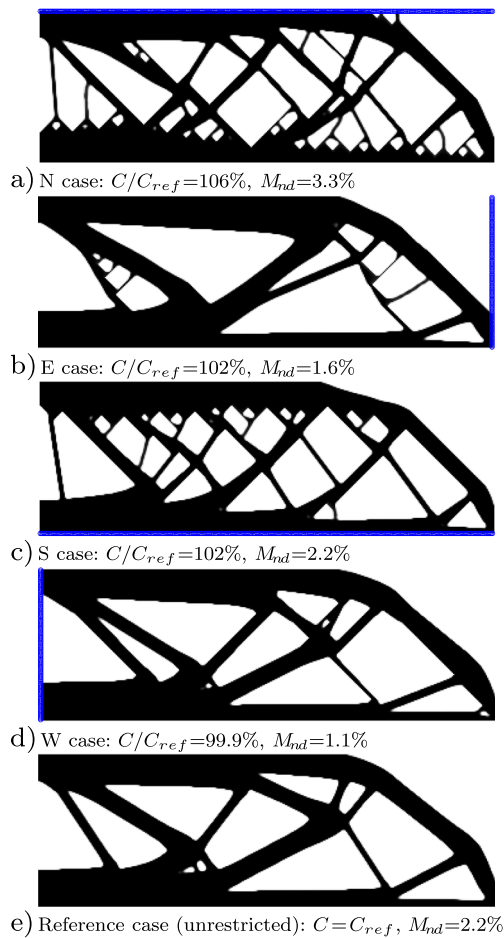 a) N case: C/C_ref=106%, M_nd=3.3%
b) E case: C/C_ref=102%, M_nd=1.6%
c) S case: C/C_ref=102%, M_nd=2.2%
d) W case: C/C_ref=99.9%, M_nd=1.1%
e) Reference case (unrestricted): C=C_ref, M_nd=2.2%